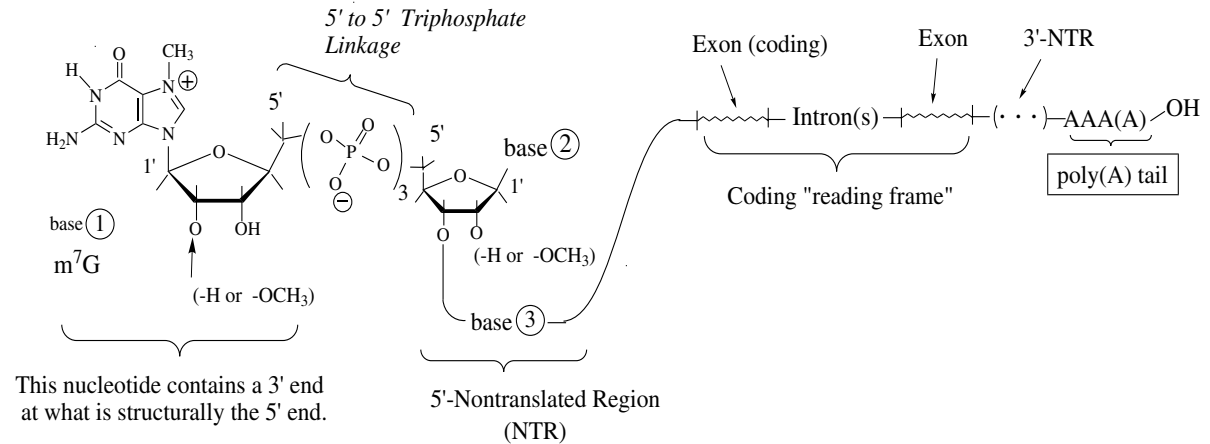 5' to 5' Triphosphate
Linkage
O
CH3
H
N
N
+
H2N
N
N
5'
1'
O
O
OH
O
P
O
O
O
−
3
5'
O
1'
base 2
O
O
(-H or -OCH3)
base 1
m7G
(-H or -OCH3)
base 3
This nucleotide contains a 3' end
at what is structurally the 5' end.
5'-Nontranslated Region
(NTR)
Exon (coding)
Exon
3'-NTR
Intron(s)
(· · ·)
AAA(A)
OH
poly(A) tail
Coding "reading frame"